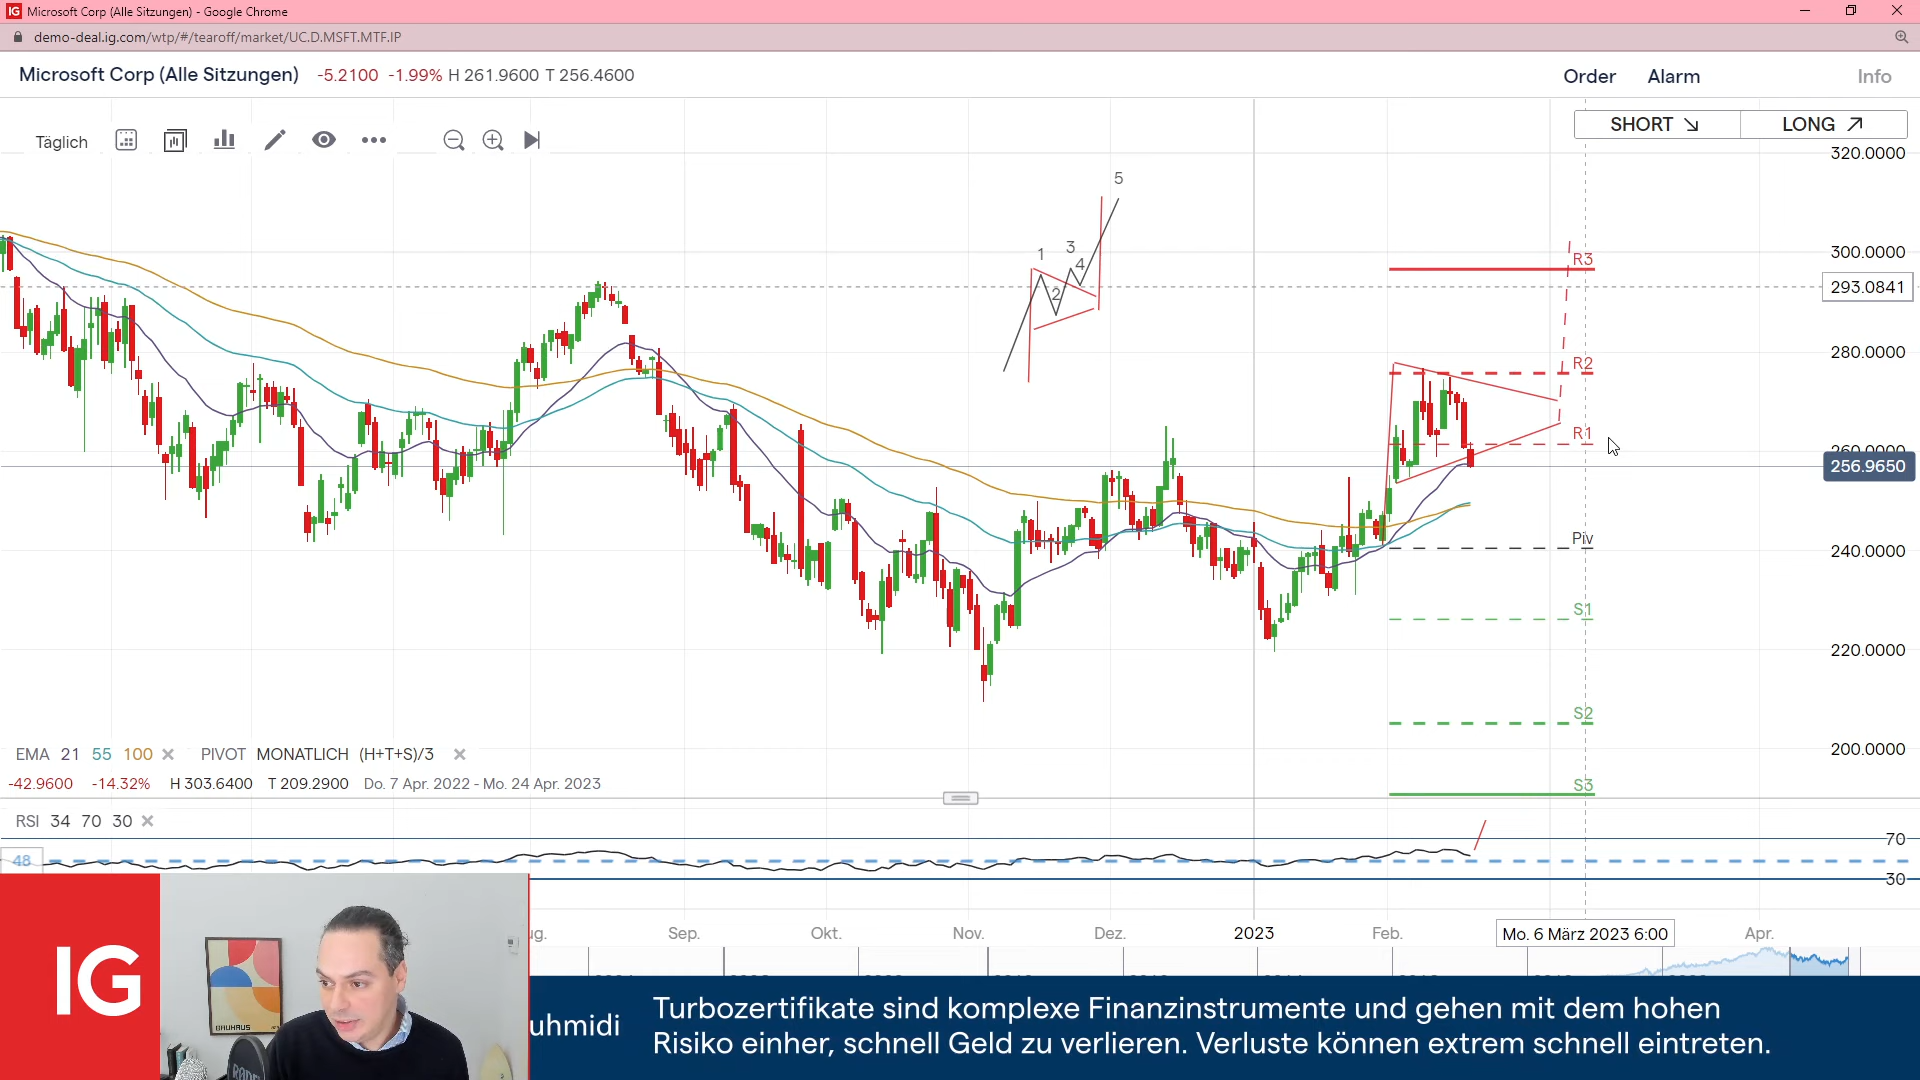 IG Microsoft Corp (Alle Sitzungen) - Google Chrome
demo-deal.ig.com/wtp/#/tearoff/market/UC.D.MSFT.MTF.IP
Microsoft Corp (Alle Sitzungen) -5.2100 -1.99% H 261.9600 T 256.4600
Order Alarm Info
Täglich
SHORT LONG
320.0000
5
1 3 4 2
300.0000
R3
293.0841
280.0000
R2
R1
260.0000
256.9650
Piv
240.0000
S1
220.0000
S2
200.0000
EMA 21 55 100 PIVOT MONATLICH (H+T+S)/3
-42.9600 -14.32% H 303.6400 T 209.2900 Do. 7 Apr. 2022 - Mo. 24 Apr. 2023
S3
RSI 34 70 30
70
48
30
ug. Sep. Okt. Nov. Dez. 2023 Feb. Mo. 6 März 2023 6:00 Apr.
IG
BAUHAUS
RØDE
uhmidi
Turbozertifikate sind komplexe Finanzinstrumente und gehen mit dem hohen
Risiko einher, schnell Geld zu verlieren. Verluste können extrem schnell eintreten.